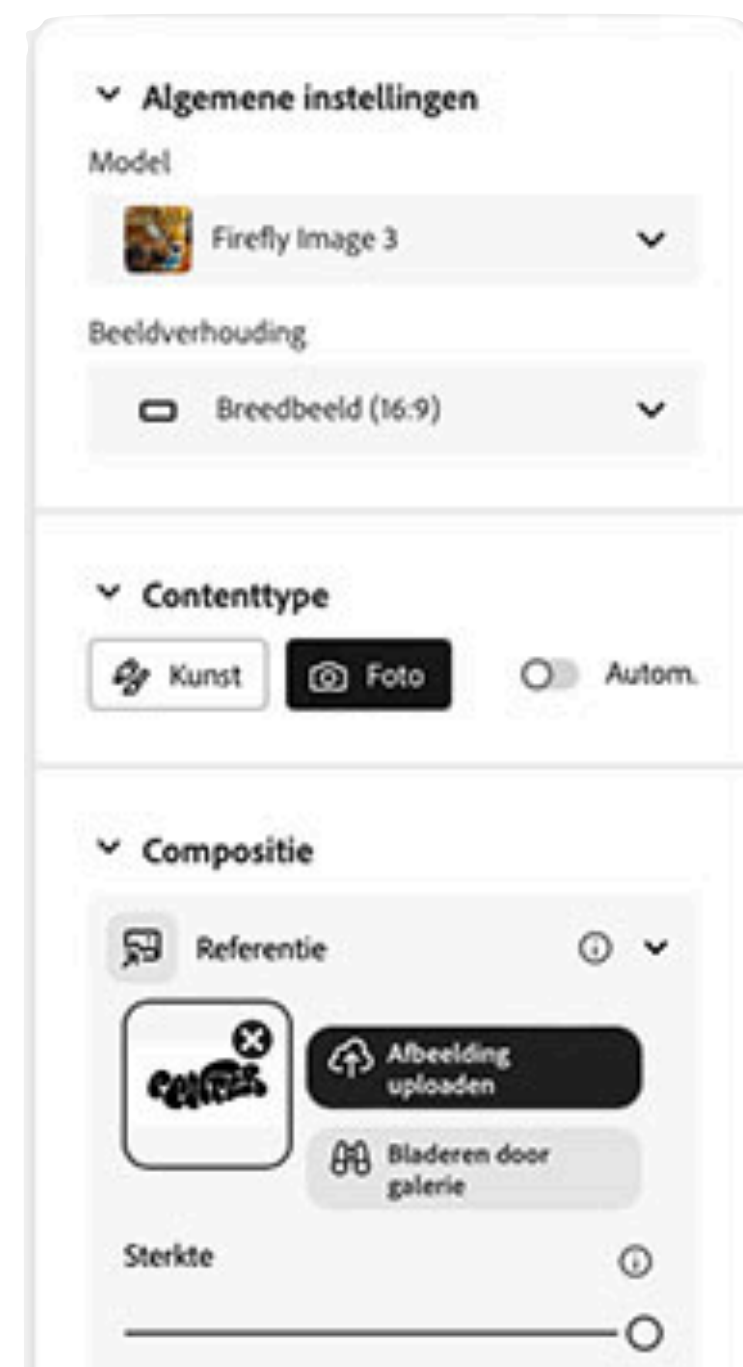 Algemene instellingen
Model
Firefly Image 3
Beeldverhouding
Breedbeeld (16:9)
Contenttype
Kunst
Foto
Autom.
Compositie
Referentie
Afbeelding
uploaden
Bladeren door
galerie
Sterkte